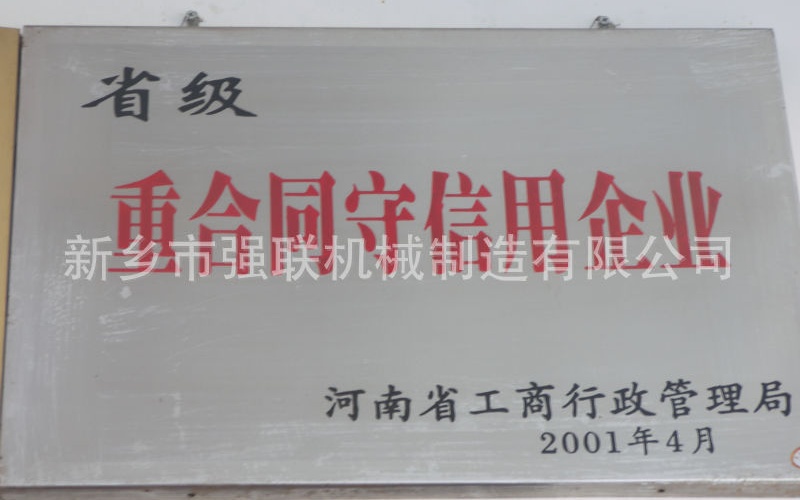 省级
重合同守信用企业
新乡市强联机械制造有限公司
河南省工商行政管理局
2001年4月